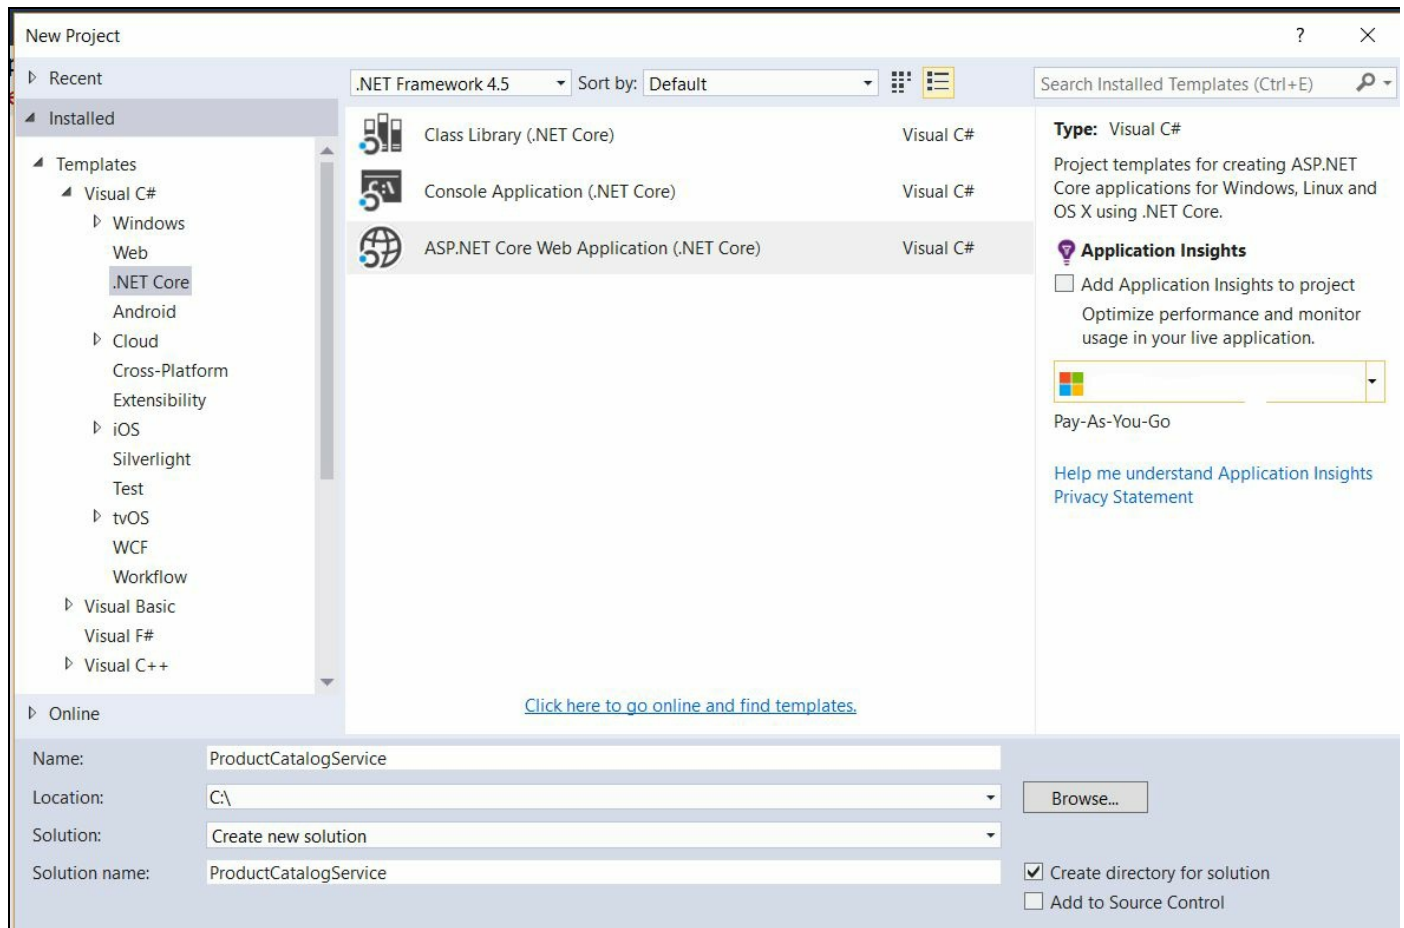 New Project
?
Recent
.NET Framework 4.5
Sort by: Default
Search Installed Templates (Ctrl+E)
Installed
Templates
Visual C#
Windows
Web
.NET Core
Android
Cloud
Cross-Platform
Extensibility
iOS
Silverlight
Test
tvOS
WCF
Workflow
Visual Basic
Visual F#
Visual C++
Online
Class Library (.NET Core) Visual C#
Console Application (.NET Core) Visual C#
ASP.NET Core Web Application (.NET Core) Visual C#
Click here to go online and find templates.
Type: Visual C#
Project templates for creating ASP.NET
Core applications for Windows, Linux and
OS X using .NET Core.
Application Insights
Add Application Insights to project
Optimize performance and monitor
usage in your live application.
Pay-As-You-Go
Help me understand Application Insights
Privacy Statement
Name: ProductCatalogService
Location: C:\
Browse...
Solution: Create new solution
Solution name: ProductCatalogService
Create directory for solution
Add to Source Control